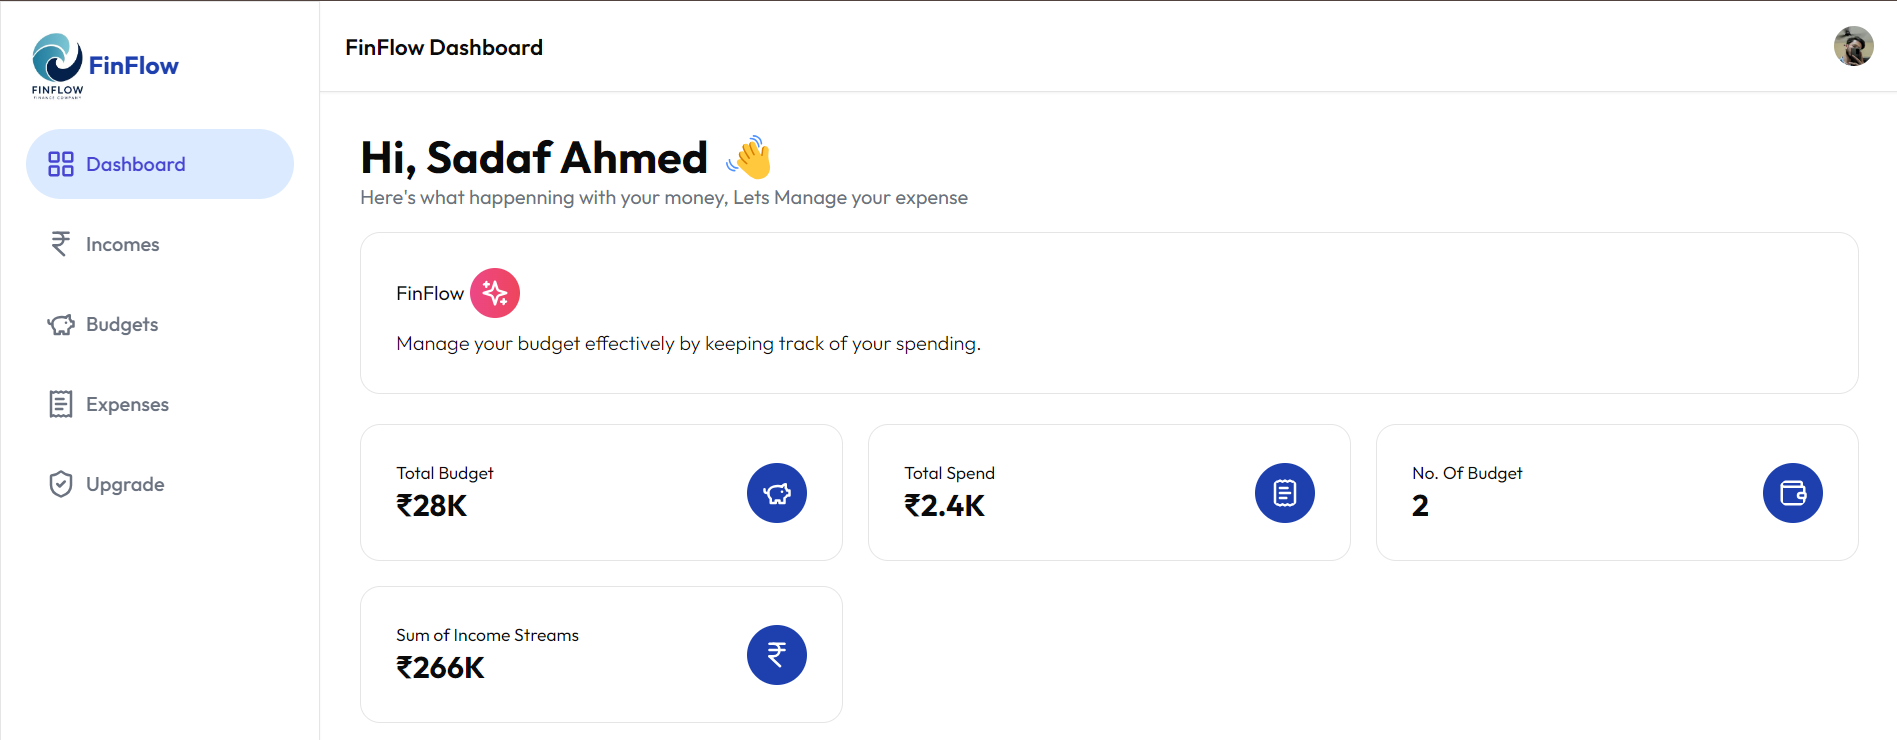 FinFlow
FINFLOW
FINANCE COMPANY
Dashboard
Incomes
Budgets
Expenses
Upgrade
FinFlow Dashboard
Hi, Sadaf Ahmed 👋
Here's what happenning with your money, Lets Manage your expense
FinFlow
Manage your budget effectively by keeping track of your spending.
Total Budget
₹28K
Total Spend
₹2.4K
No. Of Budget
2
Sum of Income Streams
₹266K